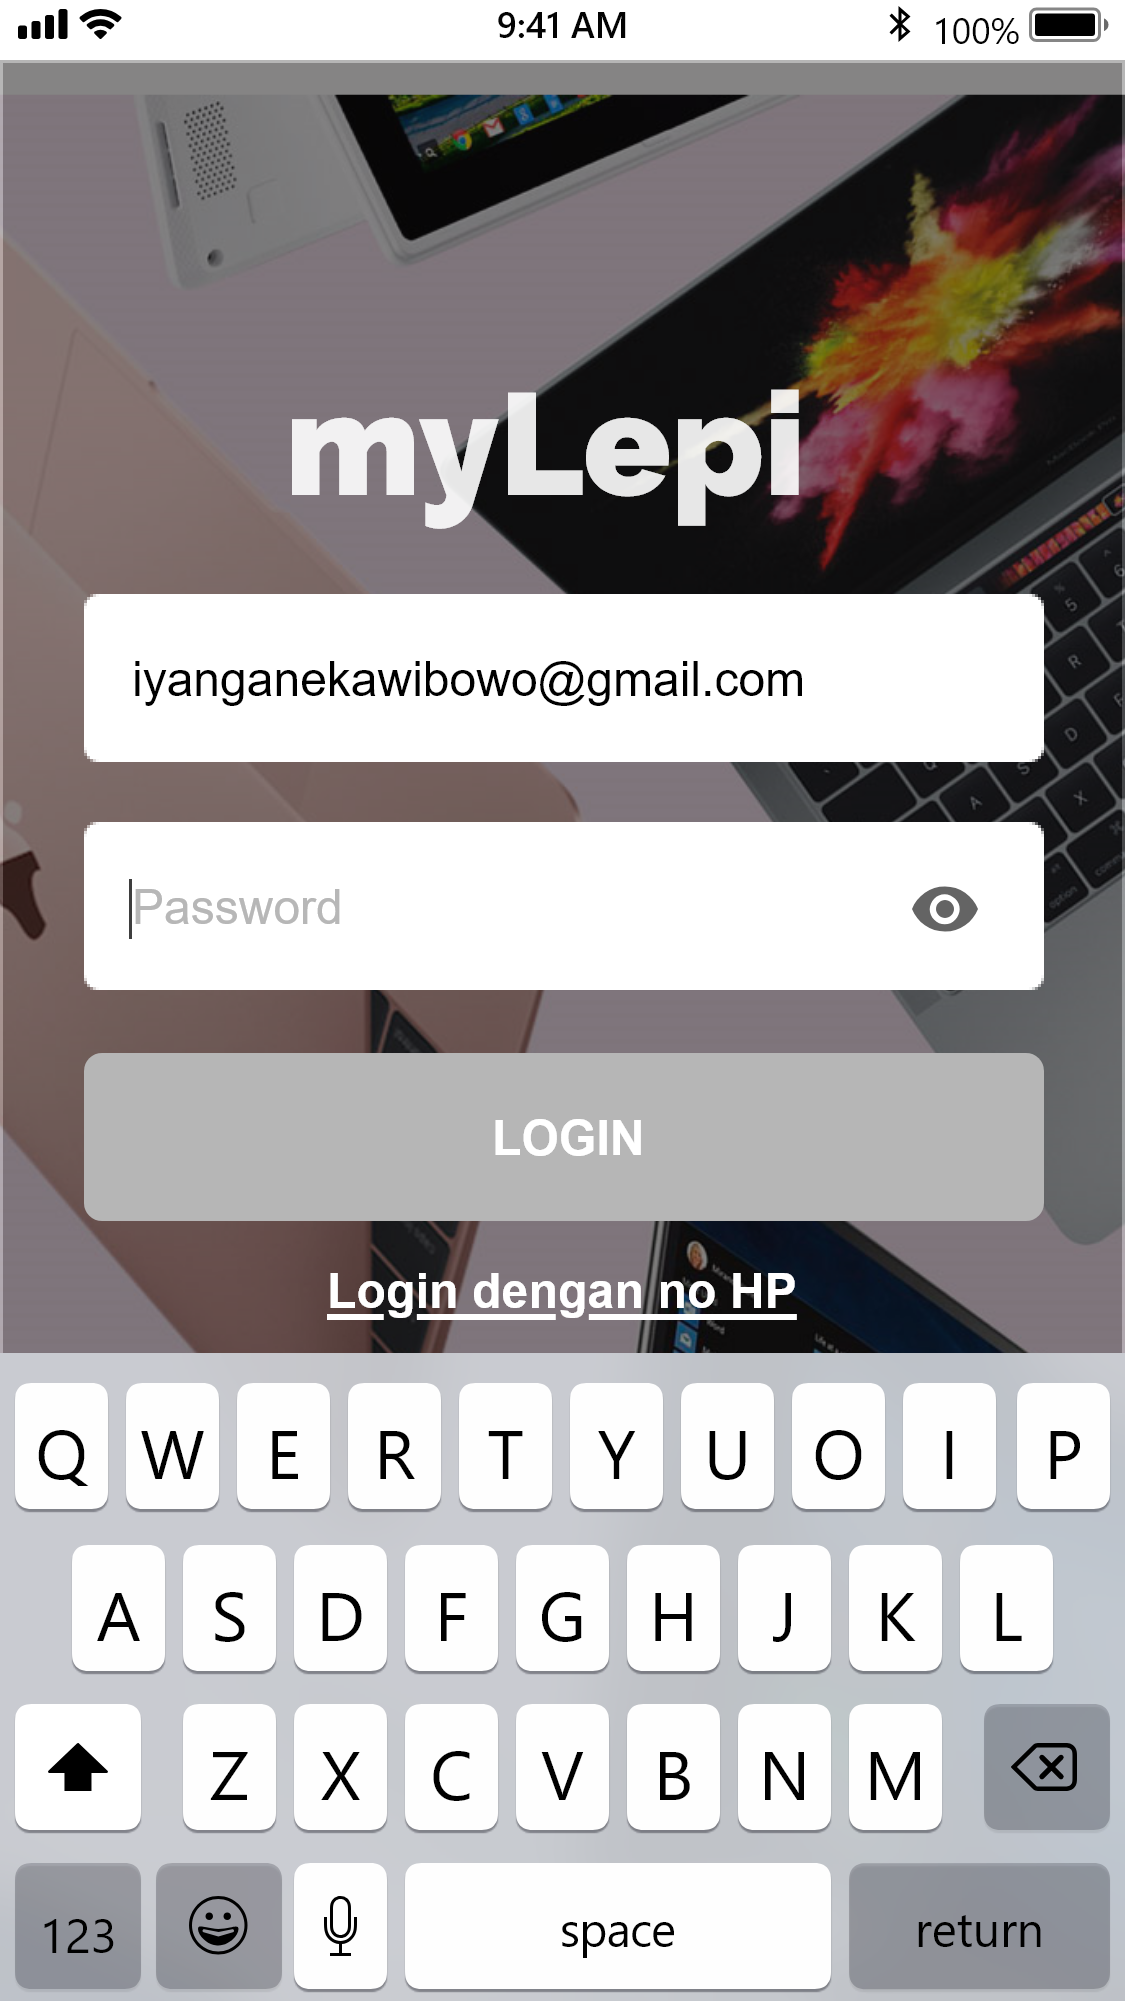 9:41 AM
100%
myLepi
iyanganekawibowo@gmail.com
Password
LOGIN
Login dengan no HP
Q W E R T Y U O I P
A S D F G H J K L
Z X C V B N M
123 space return